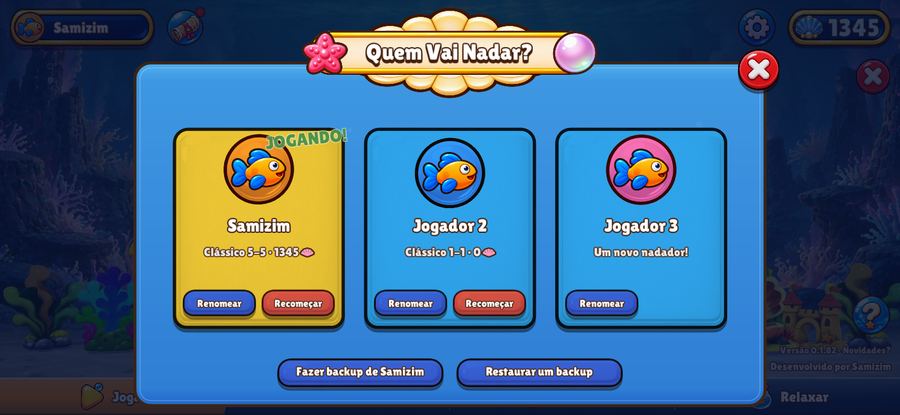 Samizim
1345
Quem Vai Nadar?
JOGANDO!
Samizim
Clássico 5-5 · 1345
Renomear
Recomeçar
Jogador 2
Clássico 1-1 · 0
Renomear
Recomeçar
Jogador 3
Um novo nadador!
Renomear
Fazer backup de Samizim
Restaurar um backup
?
Versão 0.1.82 · Novidades?
Desenvolvido por Samizim
Relaxar